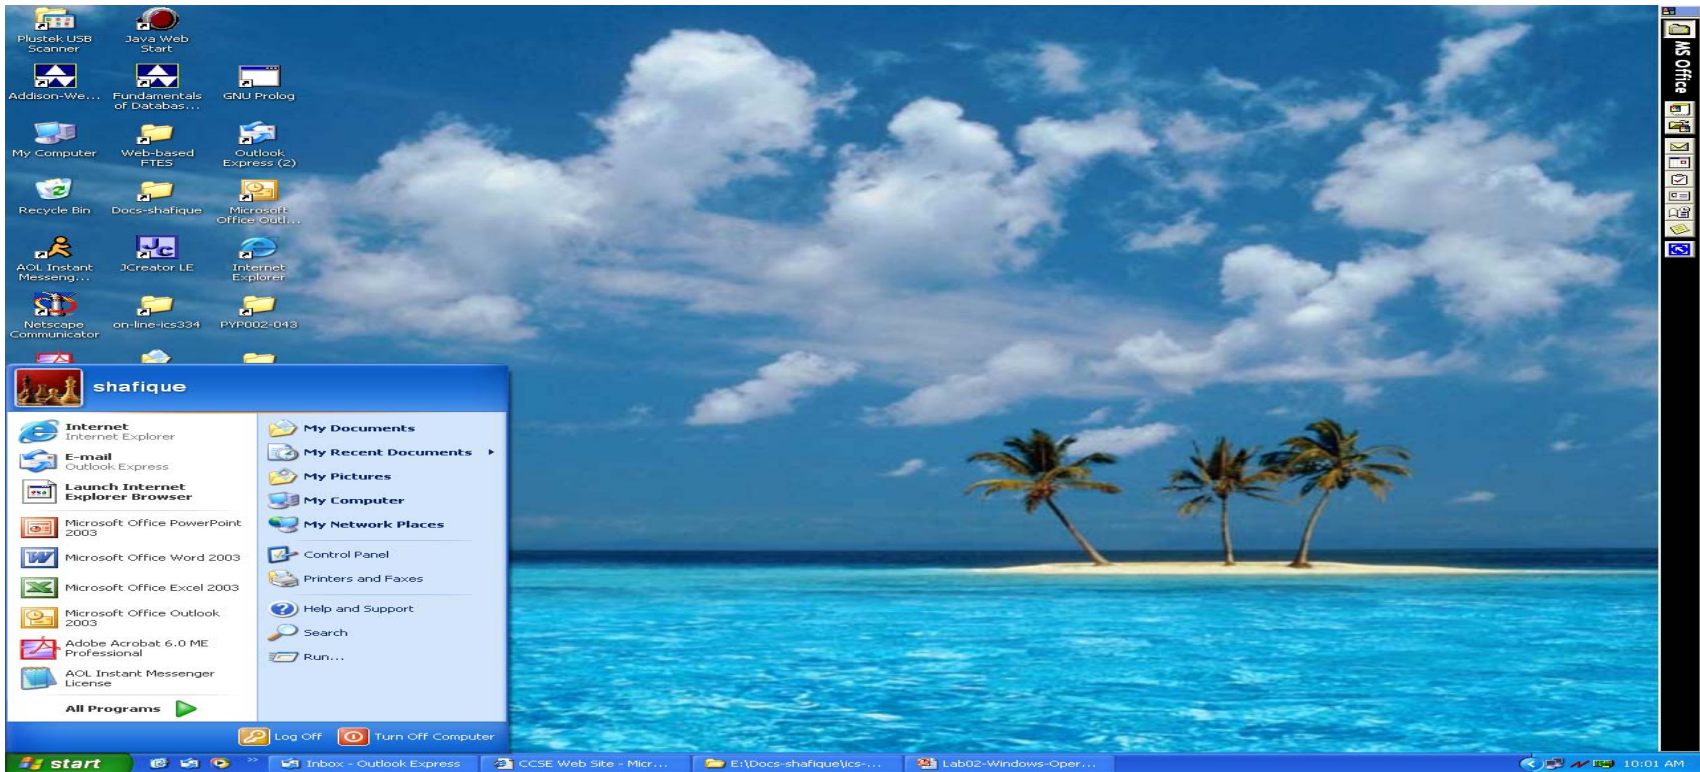 Plustek USB
Scanner
Java Web
Start
Addison-We...
Fundamentals
of Databas...
GNU Prolog
My Computer
Web-based
FTES
Outlook
Express (2)
Recycle Bin
Docs-shafique
Microsoft
Office Outl...
AOL Instant
Messeng...
JCreator LE
Internet
Explorer
Netscape
Communicator
on-line-ics334
PYP002-043
shafique
Internet
Internet Explorer
E-mail
Outlook Express
Launch Internet
Explorer Browser
Microsoft Office PowerPoint
2003
Microsoft Office Word 2003
Microsoft Office Excel 2003
Microsoft Office Outlook
2003
Adobe Acrobat 6.0 ME
Professional
AOL Instant Messenger
License
All Programs
My Documents
My Recent Documents
My Pictures
My Computer
My Network Places
Control Panel
Printers and Faxes
Help and Support
Search
Run...
Log Off
Turn Off Computer
start
Inbox - Outlook Express
CCSE Web Site - Micr...
E:\Docs-shafique\ics-...
Lab02-Windows-Oper...
10:01 AM
MS Office